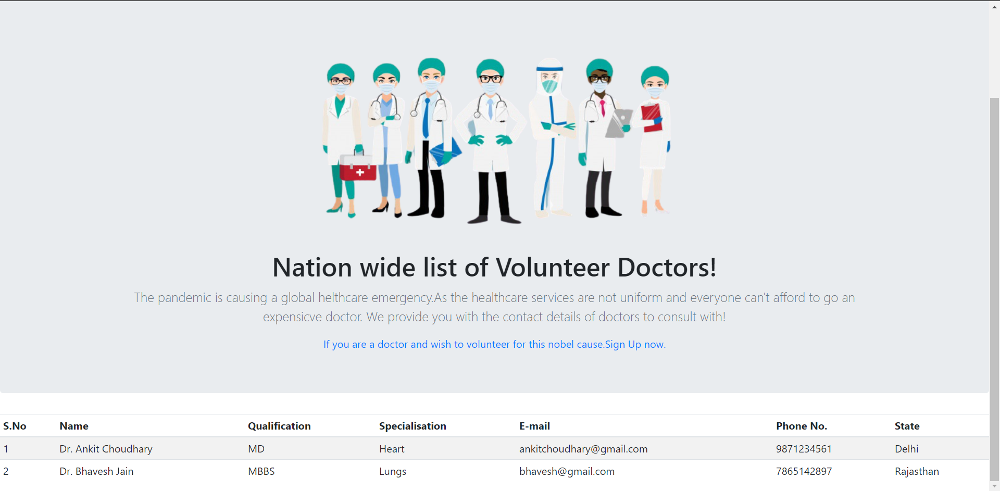 Nation wide list of Volunteer Doctors!
The pandemic is causing a global helthcare emergency.As the healthcare services are not uniform and everyone can't afford to go an
expensicve doctor. We provide you with the contact details of doctors to consult with!
If you are a doctor and wish to volunteer for this nobel cause.Sign Up now.
S.No Name Qualification Specialisation E-mail Phone No. State
1 Dr. Ankit Choudhary MD Heart ankitchoudhary@gmail.com 9871234561 Delhi
2 Dr. Bhavesh Jain MBBS Lungs bhavesh@gmail.com 7865142897 Rajasthan